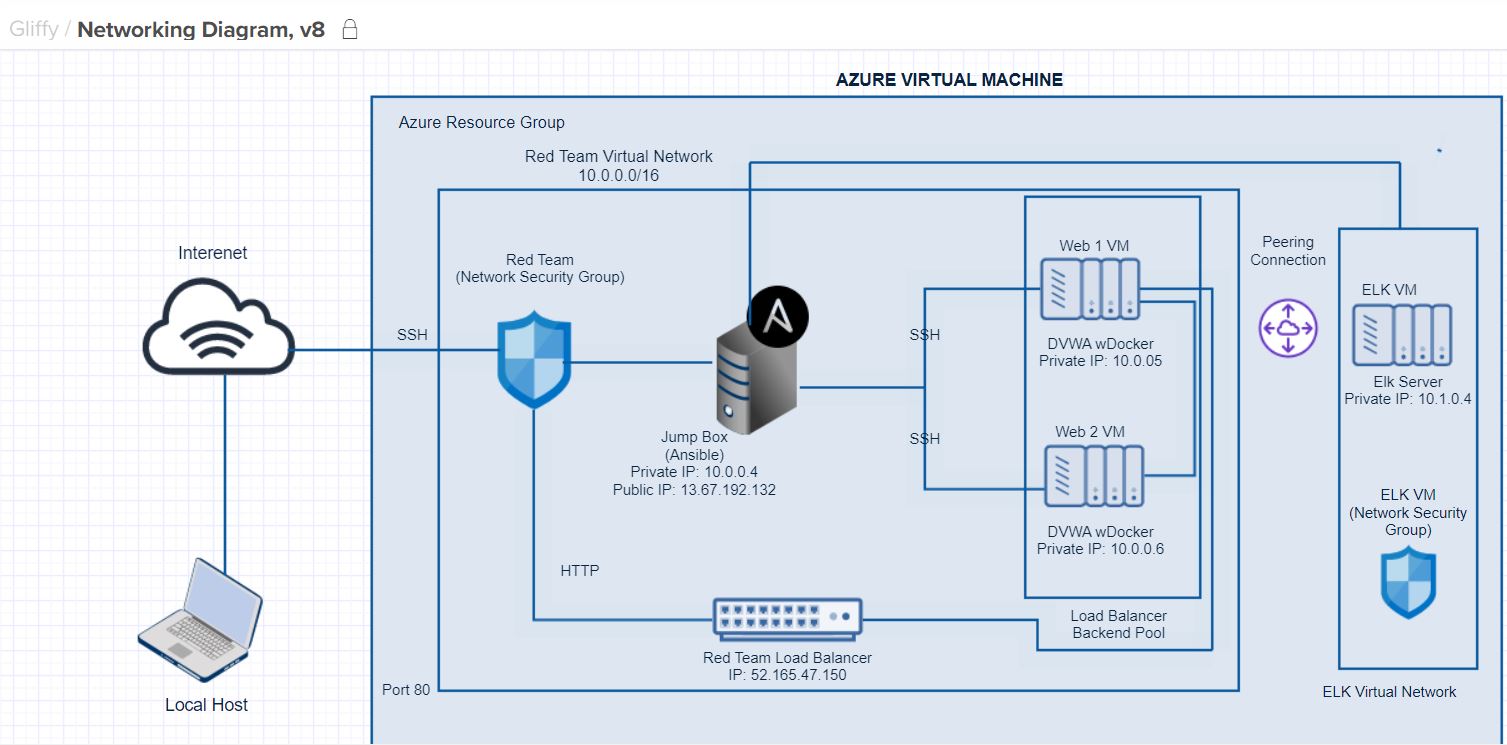 Gliffy / Networking Diagram, v8
AZURE VIRTUAL MACHINE
Azure Resource Group
Red Team Virtual Network
10.0.0.0/16
Interenet
Red Team
(Network Security Group)
SSH
SSH
SSH
Jump Box
(Ansible)
Private IP: 10.0.0.4
Public IP: 13.67.192.132
Web 1 VM
DVWA wDocker
Private IP: 10.0.05
Web 2 VM
DVWA wDocker
Private IP: 10.0.0.6
Peering
Connection
ELK VM
Elk Server
Private IP: 10.1.0.4
ELK VM
(Network Security
Group)
HTTP
Load Balancer
Backend Pool
Red Team Load Balancer
IP: 52.165.47.150
Port 80
ELK Virtual Network
Local Host